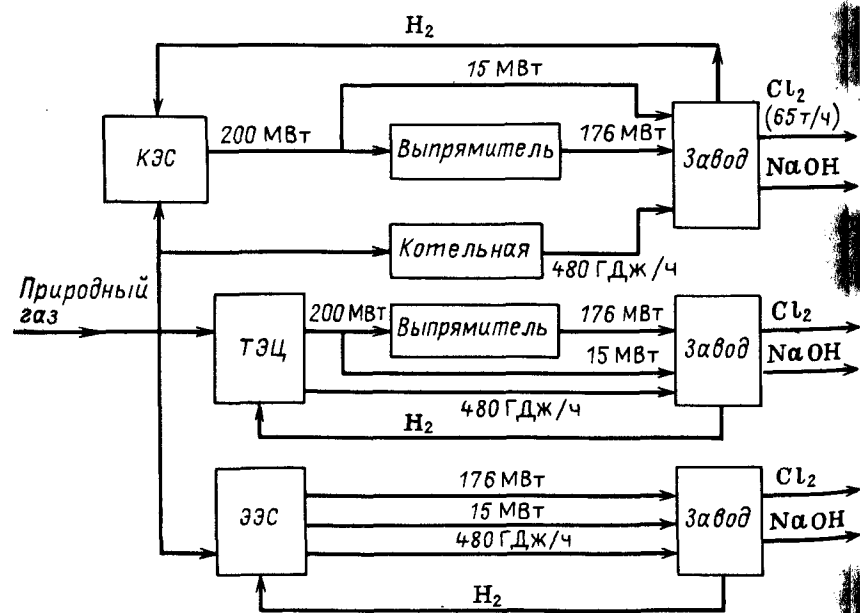 H₂
15 МВт
Cl₂
(65 т/ч)
200 МВт
Выпрямитель
176 МВт
КЭС
Завод
NaOH
Котельная
480 ГДж/ч
Природный
газ
200 МВт
Выпрямитель
176 МВт
Cl₂
ТЭЦ
15 МВт
Завод
NaOH
480 ГДж/ч
H₂
176 МВт
Cl₂
ЭЭС
15 МВт
Завод
NaOH
480 ГДж/ч
H₂